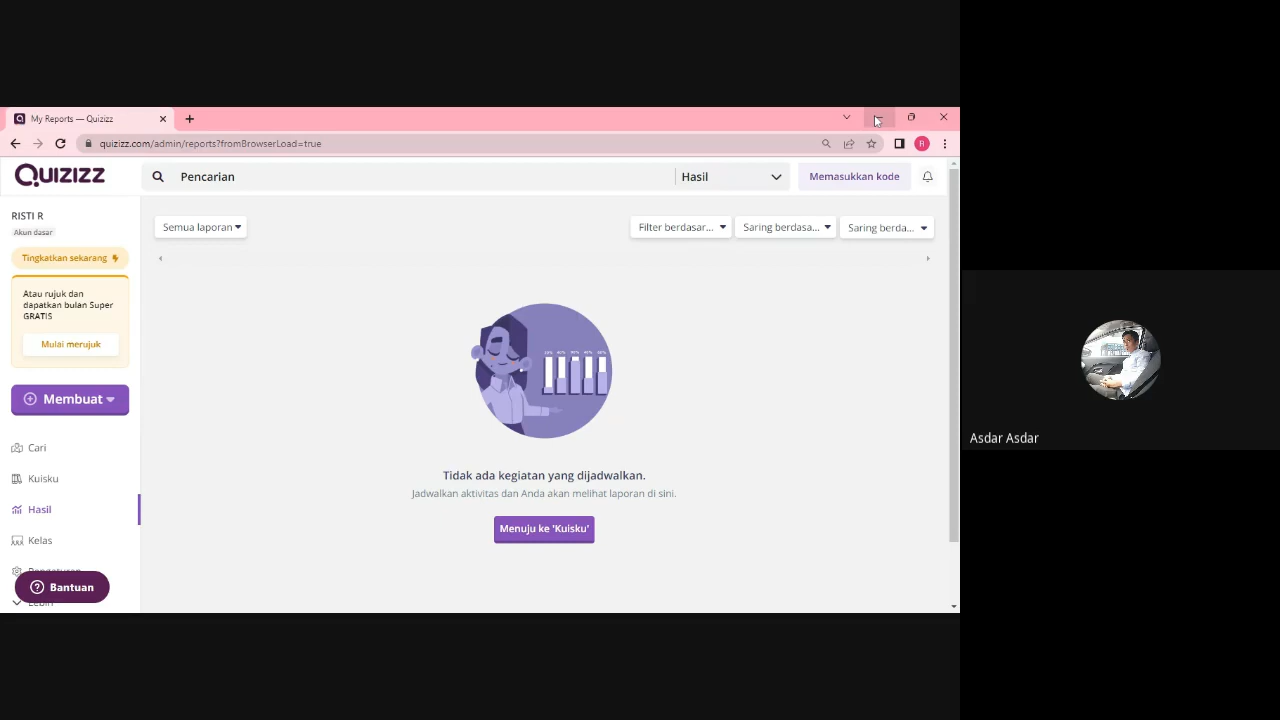 My Reports — Quizizz
quizizz.com/admin/reports?fromBrowserLoad=true
QUIZIZZ
Pencarian
Hasil
Memasukkan kode
RISTI R
Akun dasar
Tingkatkan sekarang
Atau rujuk dan
dapatkan bulan Super
GRATIS
Mulai merujuk
Membuat
Cari
Kuisku
Hasil
Kelas
Pengaturan
Bantuan
Lebih
Semua laporan
Filter berdasar...
Saring berdasa...
Saring berda...
Tidak ada kegiatan yang dijadwalkan.
Jadwalkan aktivitas dan Anda akan melihat laporan di sini.
Menuju ke 'Kuisku'
Asdar Asdar